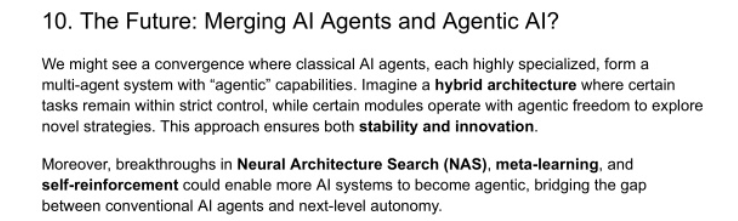 10. The Future: Merging AI Agents and Agentic AI?
We might see a convergence where classical AI agents, each highly specialized, form a
multi-agent system with “agentic” capabilities. Imagine a hybrid architecture where certain
tasks remain within strict control, while certain modules operate with agentic freedom to explore
novel strategies. This approach ensures both stability and innovation.
Moreover, breakthroughs in Neural Architecture Search (NAS), meta-learning, and
self-reinforcement could enable more AI systems to become agentic, bridging the gap
between conventional AI agents and next-level autonomy.